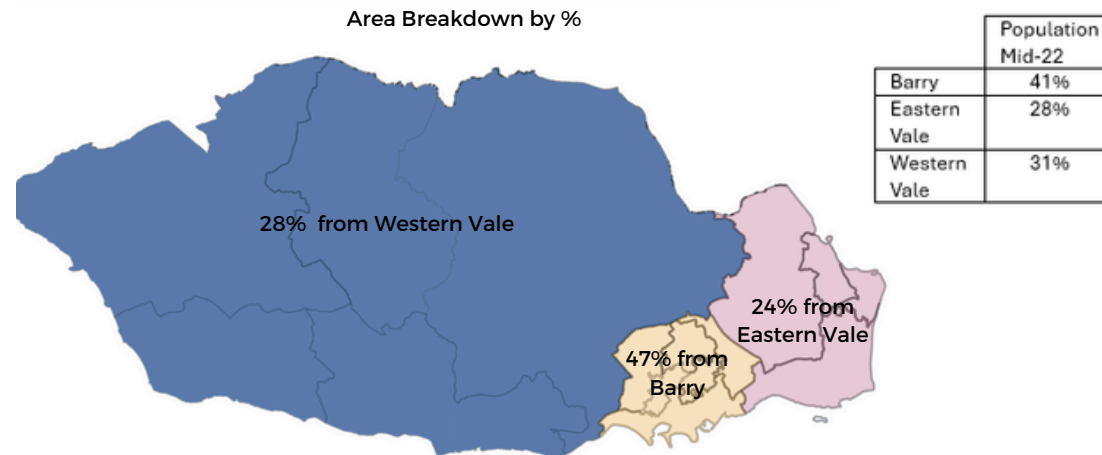 Area Breakdown by %
Population
Mid-22
Barry 41%
Eastern 28%
Vale
Western 31%
Vale
28% from Western Vale
24% from
Eastern Vale
47% from
Barry